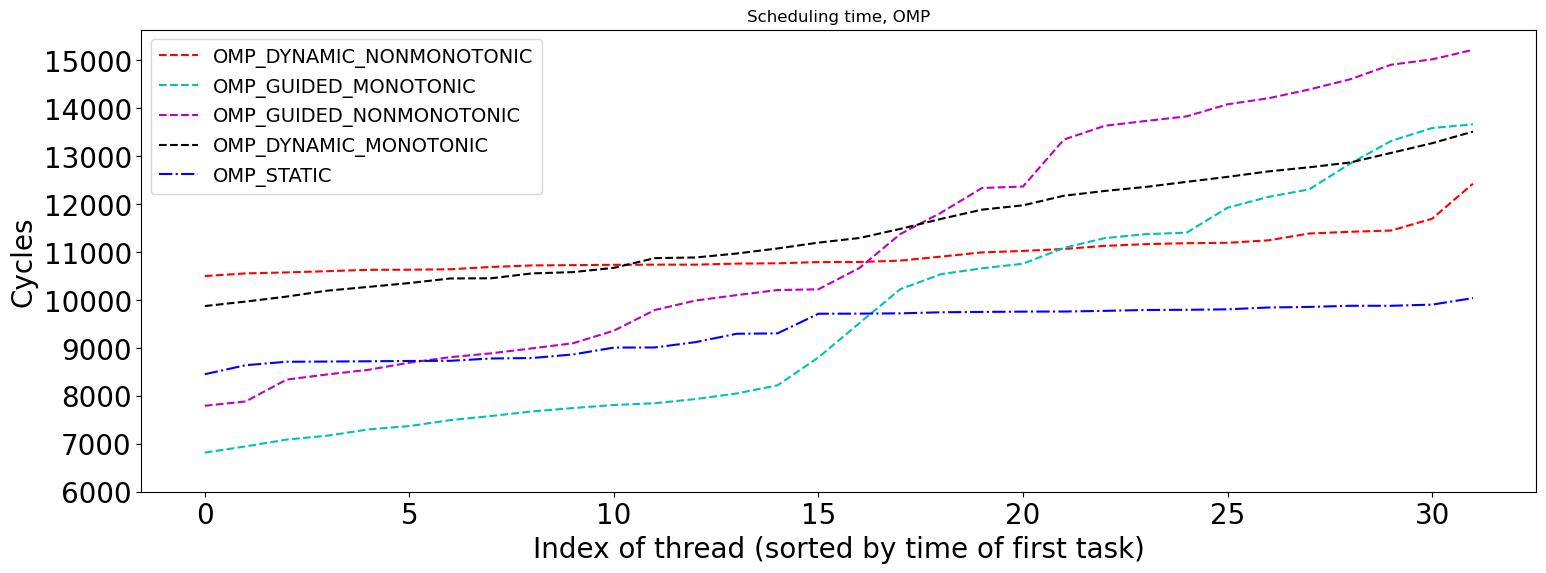 Scheduling time, OMP
OMP_DYNAMIC_NONMONOTONIC
OMP_GUIDED_MONOTONIC
OMP_GUIDED_NONMONOTONIC
OMP_DYNAMIC_MONOTONIC
OMP_STATIC
15000
14000
13000
12000
11000
10000
9000
8000
7000
6000
Cycles
0 5 10 15 20 25 30
Index of thread (sorted by time of first task)